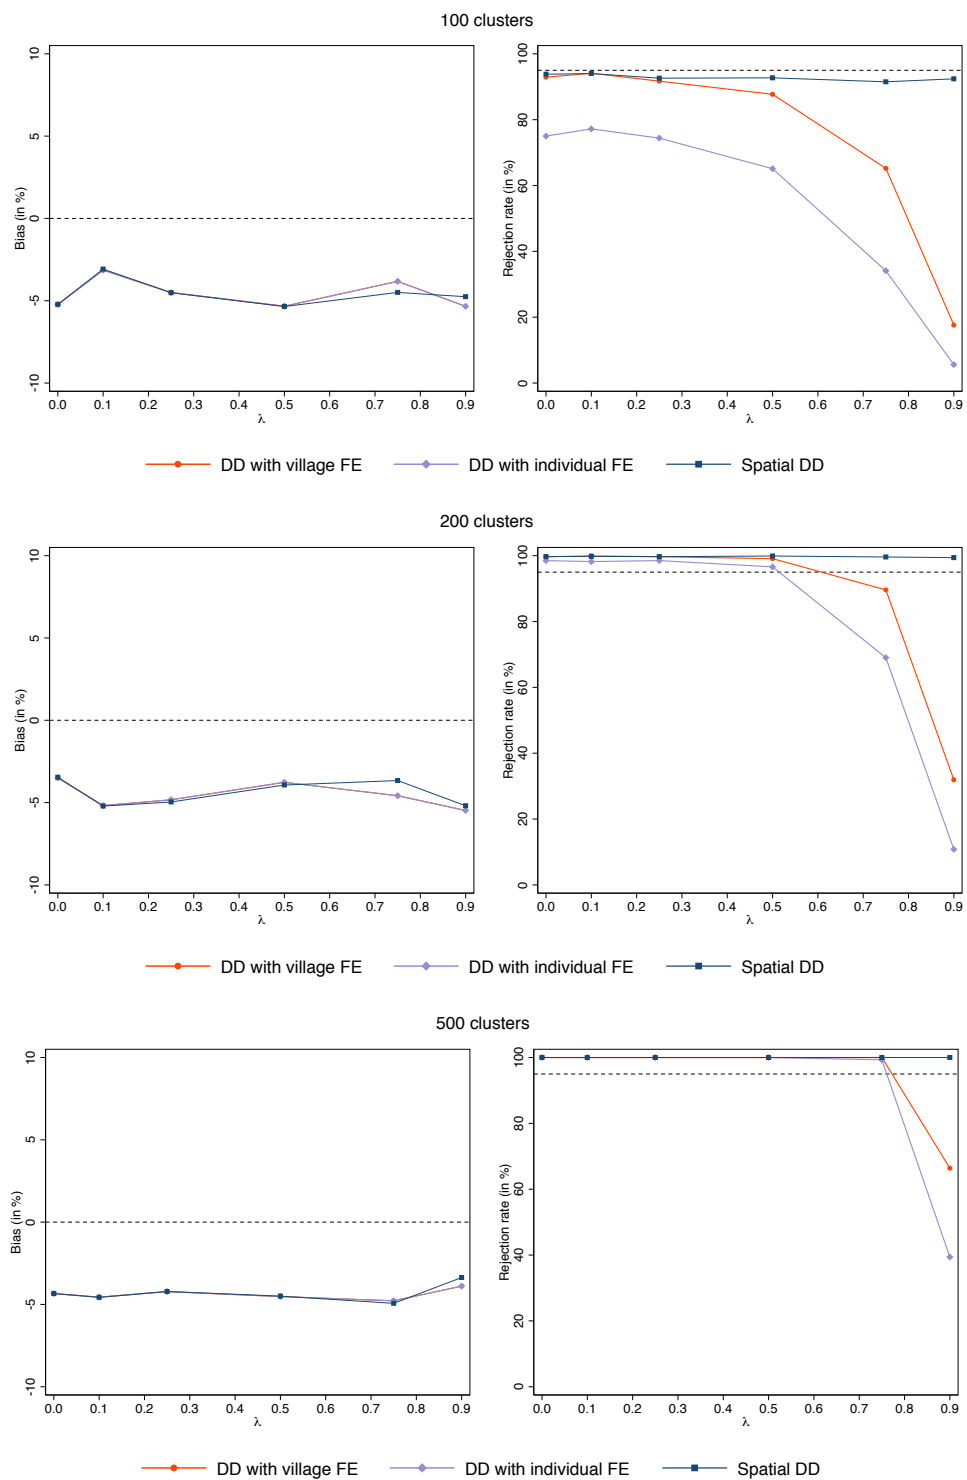 100 clusters
10
5
0
-5
-10
Bias (in %)
0.0 0.1 0.2 0.3 0.4 0.5 0.6 0.7 0.8 0.9
λ
100
80
60
40
20
0
Rejection rate (in %)
0.0 0.1 0.2 0.3 0.4 0.5 0.6 0.7 0.8 0.9
λ
DD with village FE DD with individual FE Spatial DD
200 clusters
10
5
0
-5
-10
Bias (in %)
0.0 0.1 0.2 0.3 0.4 0.5 0.6 0.7 0.8 0.9
λ
100
80
60
40
20
0
Rejection rate (in %)
0.0 0.1 0.2 0.3 0.4 0.5 0.6 0.7 0.8 0.9
λ
DD with village FE DD with individual FE Spatial DD
500 clusters
10
5
0
-5
-10
Bias (in %)
0.0 0.1 0.2 0.3 0.4 0.5 0.6 0.7 0.8 0.9
λ
100
80
60
40
20
0
Rejection rate (in %)
0.0 0.1 0.2 0.3 0.4 0.5 0.6 0.7 0.8 0.9
λ
DD with village FE DD with individual FE Spatial DD